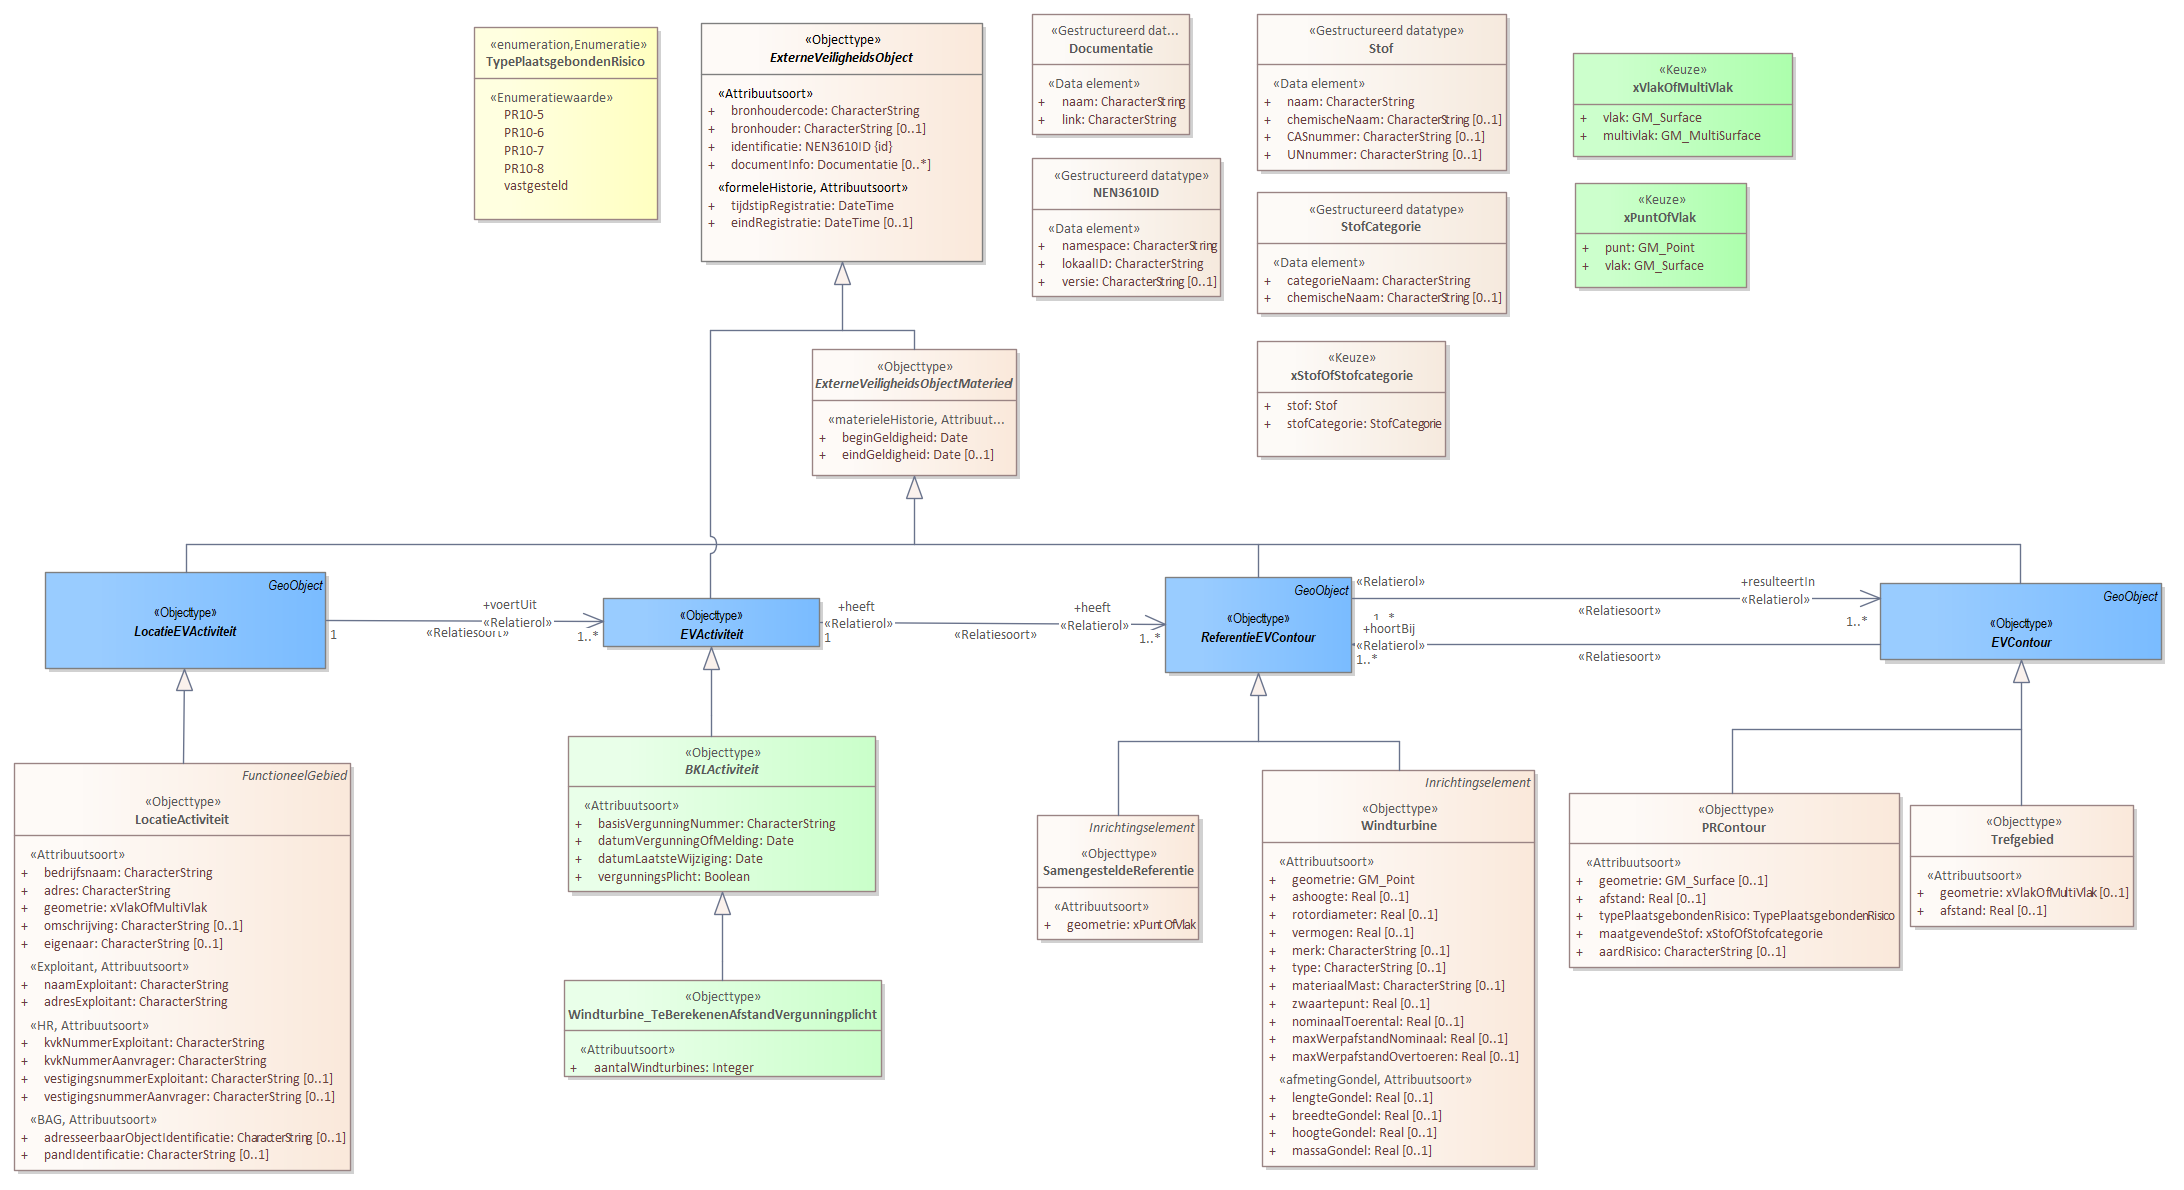 «enumeration,Enumeratie»
TypePlaatsgebondenRisico
«Enumeratiewaarde»
PR10-5
PR10-6
PR10-7
PR10-8
vastgesteld
«Objecttype»
ExterneVeiligheidsObject
«Attribuutsoort»
+ bronhoudercode: CharacterString
+ bronhouder: CharacterString [0..1]
+ identificatie: NEN3610ID {id}
+ documentInfo: Documentatie [0..*]
«formeleHistorie, Attribuutsoort»
+ tijdstipRegistratie: DateTime
+ eindRegistratie: DateTime [0..1]
«Gestructureerd dat...
Documentatie
«Data element»
+ naam: CharacterString
+ link: CharacterString
«Gestructureerd datatype»
NEN3610ID
«Data element»
+ namespace: CharacterString
+ lokaalID: CharacterString
+ versie: CharacterString [0..1]
«Gestructureerd datatype»
Stof
«Data element»
+ naam: CharacterString
+ chemischeNaam: CharacterString [0..1]
+ CASnummer: CharacterString [0..1]
+ UNnummer: CharacterString [0..1]
«Gestructureerd datatype»
StofCategorie
«Data element»
+ categorieNaam: CharacterString
+ chemischeNaam: CharacterString [0..1]
«Keuze»
xStofOfStofcategorie
+ stof: Stof
+ stofCategorie: StofCategorie
«Keuze»
xVlakOfMultiVlak
+ vlak: GM_Surface
+ multivlak: GM_MultiSurface
«Keuze»
xPuntOfVlak
+ punt: GM_Point
+ vlak: GM_Surface
«Objecttype»
ExterneVeiligheidsObjectMaterieel
«materieleHistorie, Attribuut...
+ beginGeldigheid: Date
+ eindGeldigheid: Date [0..1]
GeoObject
«Objecttype»
LocatieEVActiviteit
1
+voertUit
«Relatierol»
«Relatiesoort»
1..*
«Objecttype»
EVActiviteit
+heeft
«Relatierol»
1
«Relatiesoort»
+heeft
«Relatierol»
1..*
GeoObject
«Objecttype»
ReferentieEVContour
«Relatierol»
1..*
+hoortBij
«Relatierol»
1..*
«Relatiesoort»
«Relatiesoort»
+resulteertIn
«Relatierol»
1..*
GeoObject
«Objecttype»
EVContour
FunctioneelGebied
«Objecttype»
LocatieActiviteit
«Attribuutsoort»
+ bedrijfsnaam: CharacterString
+ adres: CharacterString
+ geometrie: xVlakOfMultiVlak
+ omschrijving: CharacterString [0..1]
+ eigenaar: CharacterString [0..1]
«Exploitant, Attribuutsoort»
+ naamExploitant: CharacterString
+ adresExploitant: CharacterString
«HR, Attribuutsoort»
+ kvkNummerExploitant: CharacterString
+ kvkNummerAanvrager: CharacterString
+ vestigingsnummerExploitant: CharacterString [0..1]
+ vestigingsnummerAanvrager: CharacterString [0..1]
«BAG, Attribuutsoort»
+ adresseerbaarObjectIdentificatie: CharacterString [0..1]
+ pandIdentificatie: CharacterString [0..1]
«Objecttype»
BKLActiviteit
«Attribuutsoort»
+ basisVergunningNummer: CharacterString
+ datumVergunningOfMelding: Date
+ datumLaatsteWijziging: Date
+ vergunningsPlicht: Boolean
«Objecttype»
Windturbine_TeBerekenenAfstandVergunningplicht
«Attribuutsoort»
+ aantalWindturbines: Integer
Inrichtingselement
«Objecttype»
SamengesteldeReferentie
«Attribuutsoort»
+ geometrie: xPuntOfVlak
Inrichtingselement
«Objecttype»
Windturbine
«Attribuutsoort»
+ geometrie: GM_Point
+ ashoogte: Real [0..1]
+ rotordiameter: Real [0..1]
+ vermogen: Real [0..1]
+ merk: CharacterString [0..1]
+ type: CharacterString [0..1]
+ materiaalMast: CharacterString [0..1]
+ zwaartepunt: Real [0..1]
+ nominaalToerental: Real [0..1]
+ maxWerpafstandNominaal: Real [0..1]
+ maxWerpafstandOvertoeren: Real [0..1]
«afmetingGondel, Attribuutsoort»
+ lengteGondel: Real [0..1]
+ breedteGondel: Real [0..1]
+ hoogteGondel: Real [0..1]
+ massaGondel: Real [0..1]
«Objecttype»
PRContour
«Attribuutsoort»
+ geometrie: GM_Surface [0..1]
+ afstand: Real [0..1]
+ typePlaatsgebondenRisico: TypePlaatsgebondenRisico
+ maatgevendeStof: xStofOfStofcategorie
+ aardRisico: CharacterString [0..1]
«Objecttype»
Trefgebied
«Attribuutsoort»
+ geometrie: xVlakOfMultiVlak [0..1]
+ afstand: Real [0..1]